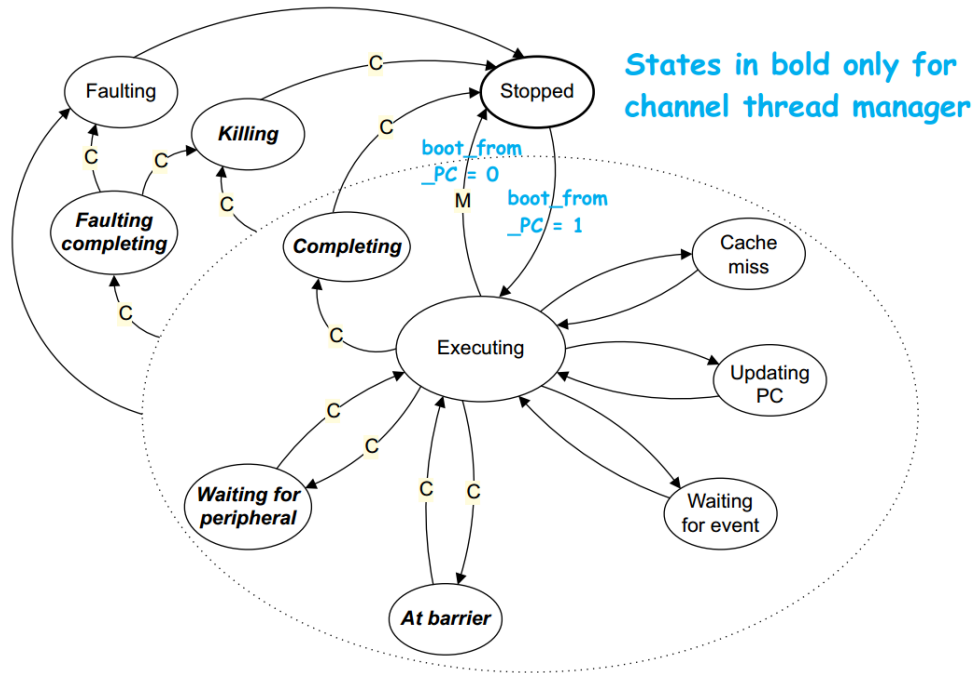 States in bold only for
channel thread manager
Faulting
C
Stopped
Killing
C
C
C
boot_from
_PC = 0
M
boot_from
_PC = 1
C
Faulting
completing
Completing
Cache
miss
C
C
Executing
Updating
PC
C
C
Waiting for
peripheral
C
C
Waiting
for event
At barrier